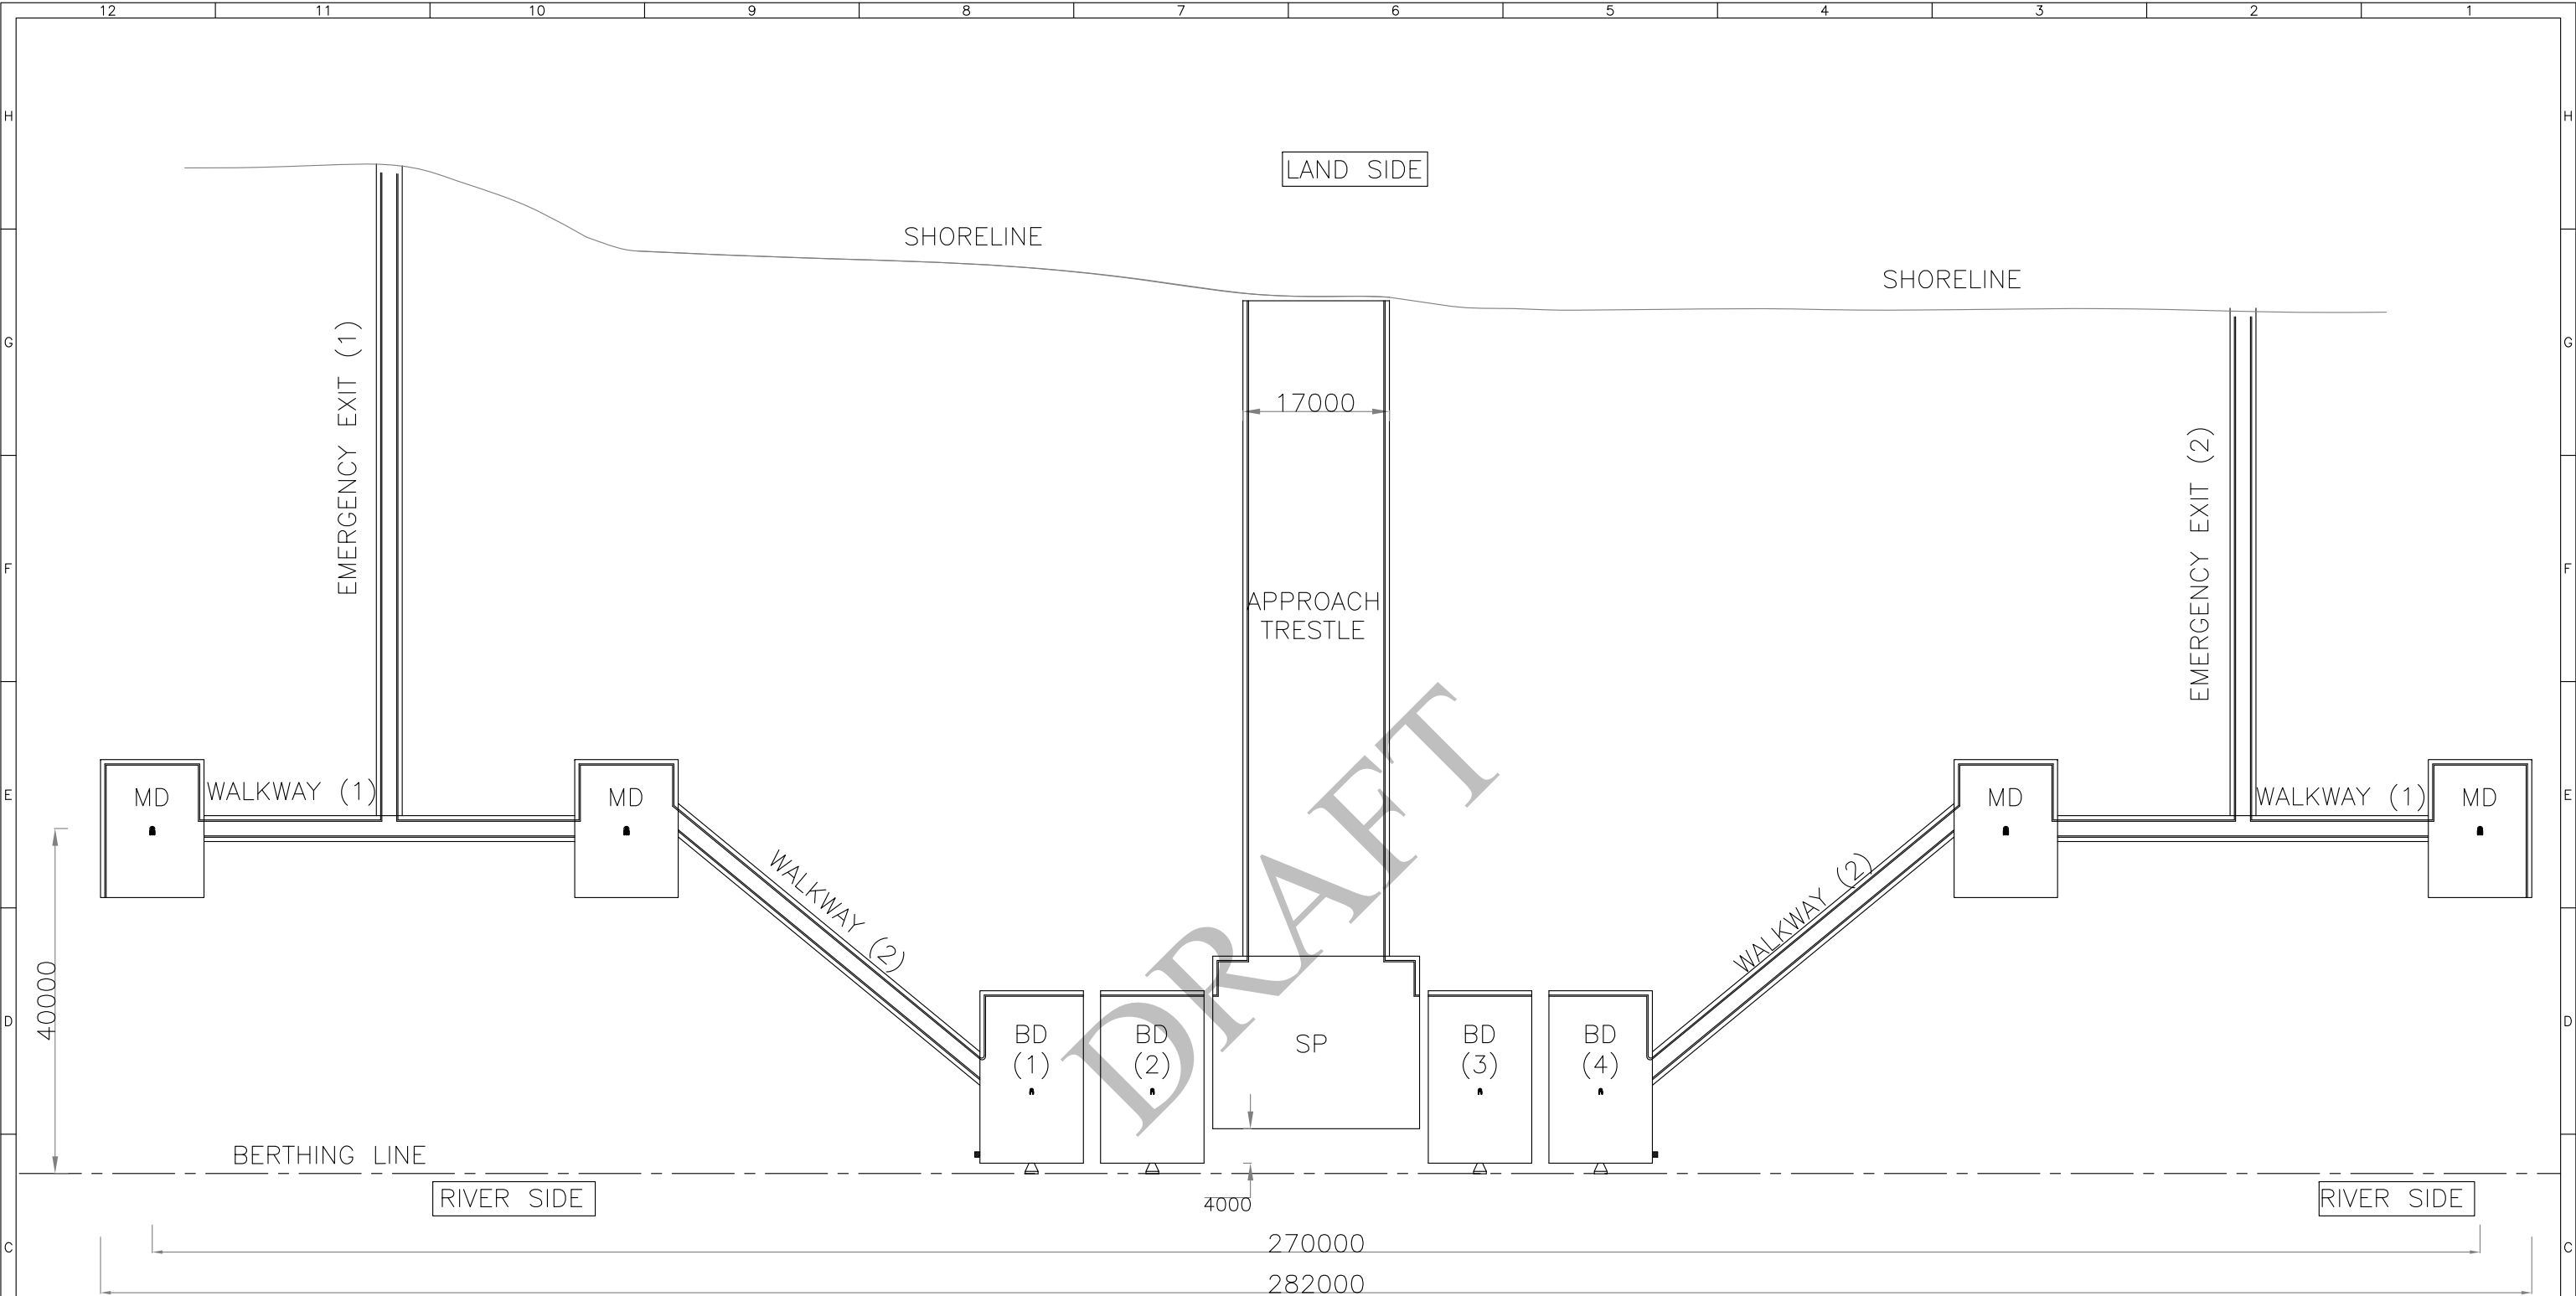 12 11 10 9 8 7 6 5 4 3 2 1
H H
LAND SIDE
SHORELINE
SHORELINE
G G
EMERGENCY EXIT (1)
17000
EMERGENCY EXIT (2)
F F
APPROACH
TRESTLE
E E
MD
WALKWAY (1)
MD
MD
WALKWAY (1)
MD
WALKWAY (2)
WALKWAY (2)
DRAFT
40000
D D
BD
(1)
BD
(2)
SP
BD
(3)
BD
(4)
BERTHING LINE
RIVER SIDE
4000
RIVER SIDE
C C
270000
282000